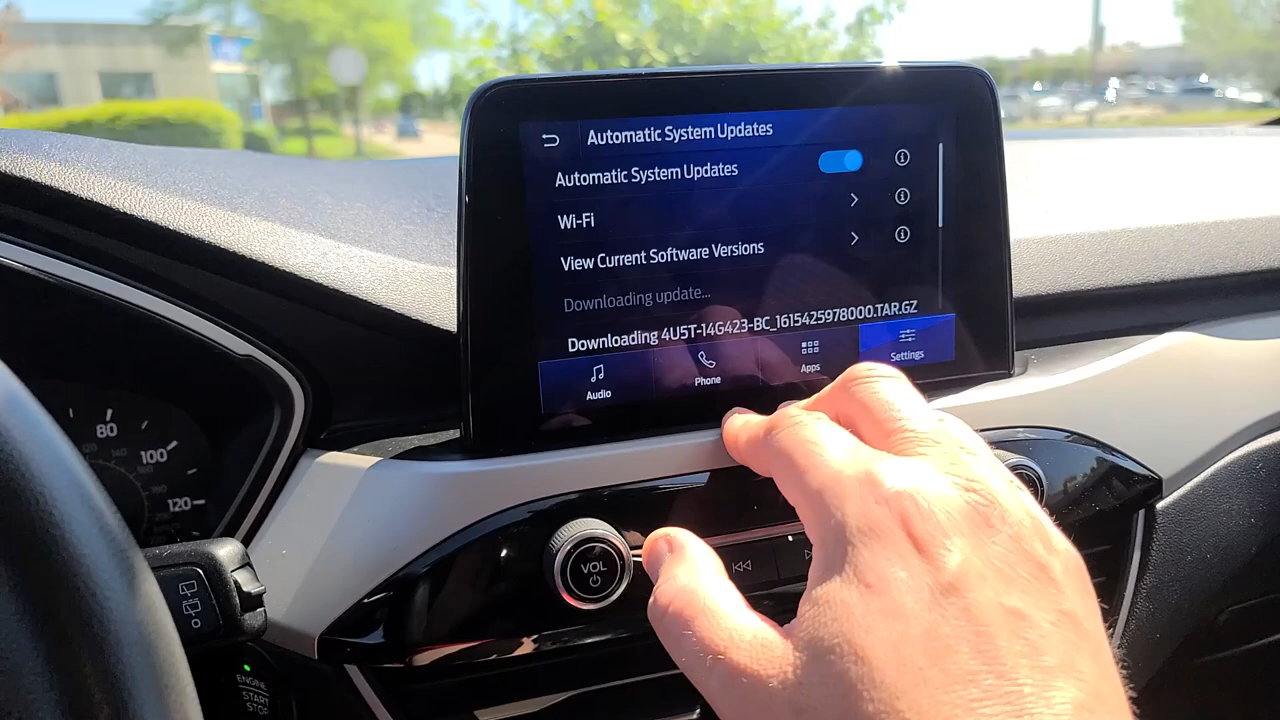 Automatic System Updates
Automatic System Updates
Wi-Fi
View Current Software Versions
Downloading update...
Downloading 4U5T-14G423-BC_1615425978000.TAR.GZ
Audio
Phone
Apps
Settings
80
100
120
VOL
ENGINE
START
STOP